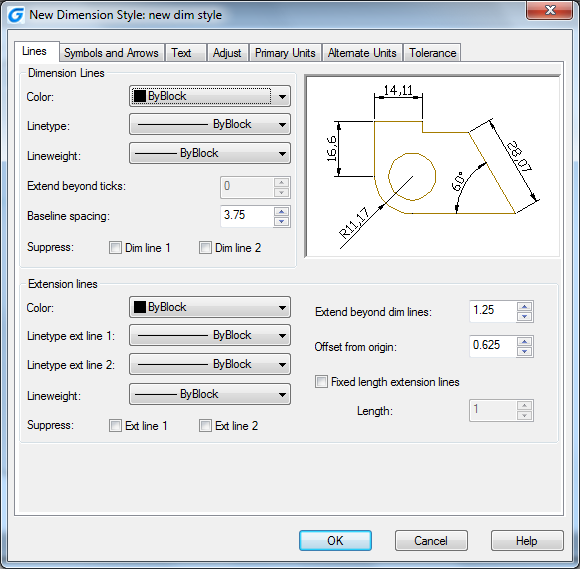 New Dimension Style: new dim style
Lines
Symbols and Arrows
Text
Adjust
Primary Units
Alternate Units
Tolerance
Dimension Lines
Color: ByBlock
Linetype: ByBlock
Lineweight: ByBlock
Extend beyond ticks: 0
Baseline spacing: 3.75
Suppress: Dim line 1 Dim line 2
14,11
16,6
28,07
60°
R11,17
Extension lines
Color: ByBlock
Linetype ext line 1: ByBlock
Linetype ext line 2: ByBlock
Lineweight: ByBlock
Suppress: Ext line 1 Ext line 2
Extend beyond dim lines: 1.25
Offset from origin: 0.625
Fixed length extension lines
Length: 1
OK
Cancel
Help